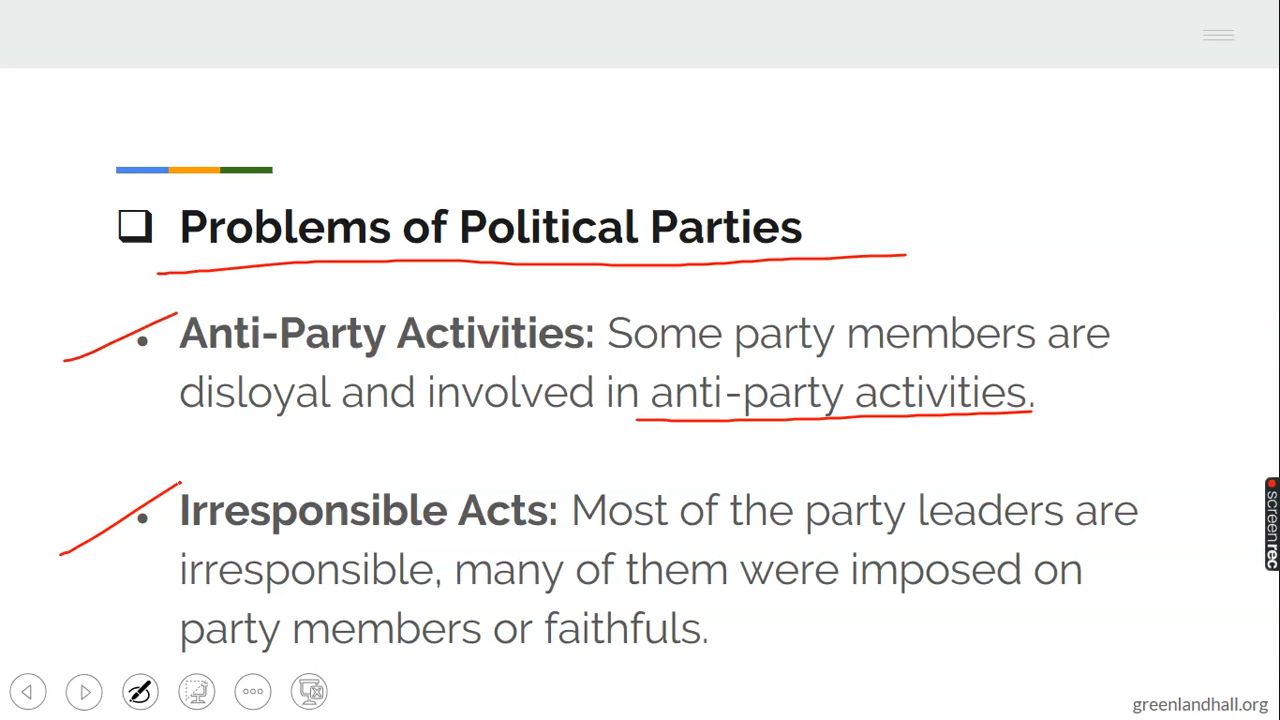 ❑ Problems of Political Parties
• Anti-Party Activities: Some party members are
disloyal and involved in anti-party activities.
• Irresponsible Acts: Most of the party leaders are
irresponsible, many of them were imposed on
party members or faithfuls.
screenrec
greenlandhall.org